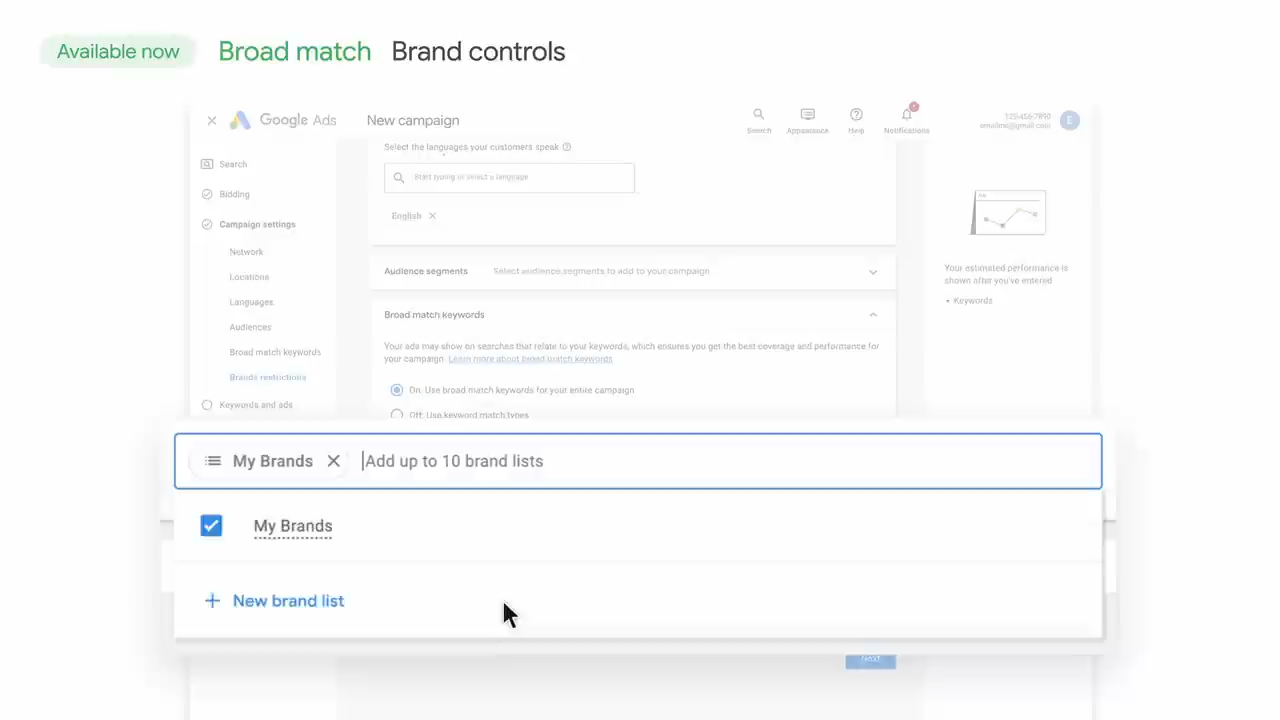 Available now Broad match Brand controls
Google Ads New campaign
Search Appearance Help Notifications
123-456-7890
E
Select the languages your customers speak
Search
Start typing or select a language
Bidding
English
Campaign settings
Network
Locations
Languages
Audiences
Broad match keywords
Brands restrictions
Keywords and ads
Audience segments Select audience segments to add to your campaign
Broad match keywords
Your ads may show on searches that relate to your keywords, which ensures you get the best coverage and performance for
your campaign. Learn more about broad match keywords
On: Use broad match keywords for your entire campaign
Off: Use keyword match types
Your estimated performance is
shown after you've entered
• Keywords
My Brands Add up to 10 brand lists
My Brands
New brand list